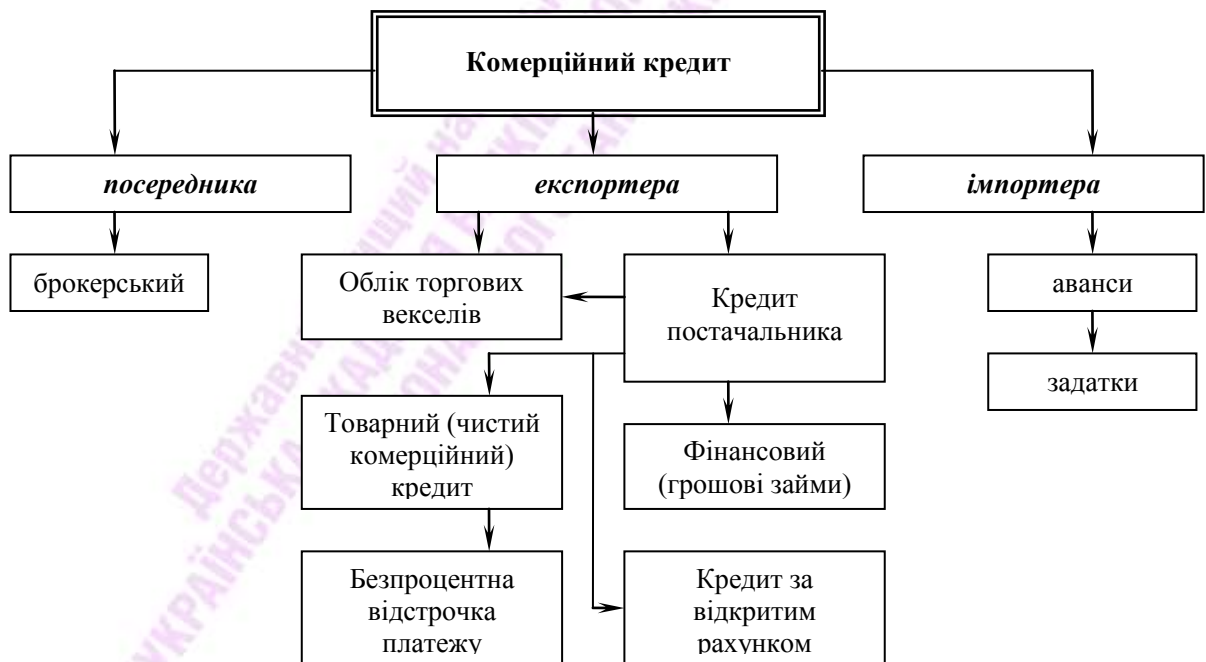 Комерційний кредит
посередника
експортера
імпортера
брокерський
Облік торгових
векселів
Кредит
постачальника
аванси
задатки
Товарний (чистий
комерційний)
кредит
Фінансовий
(грошові займи)
Безпроцентна
відстрочка
платежу
Кредит за
відкритим
рахунком